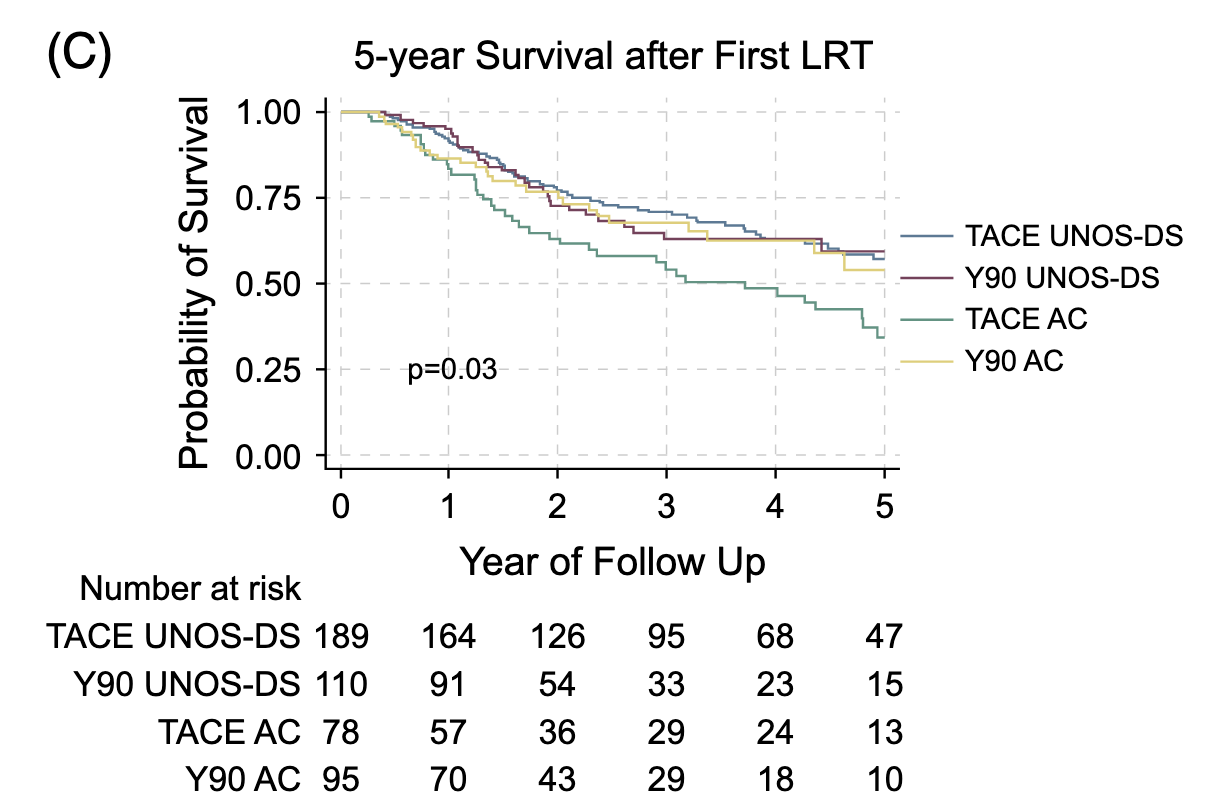 (C)
5-year Survival after First LRT
Probability of Survival
1.00
0.75
0.50
0.25
0.00
p=0.03
TACE UNOS-DS
Y90 UNOS-DS
TACE AC
Y90 AC
0 1 2 3 4 5
Year of Follow Up
Number at risk
TACE UNOS-DS 189 164 126 95 68 47
Y90 UNOS-DS 110 91 54 33 23 15
TACE AC 78 57 36 29 24 13
Y90 AC 95 70 43 29 18 10